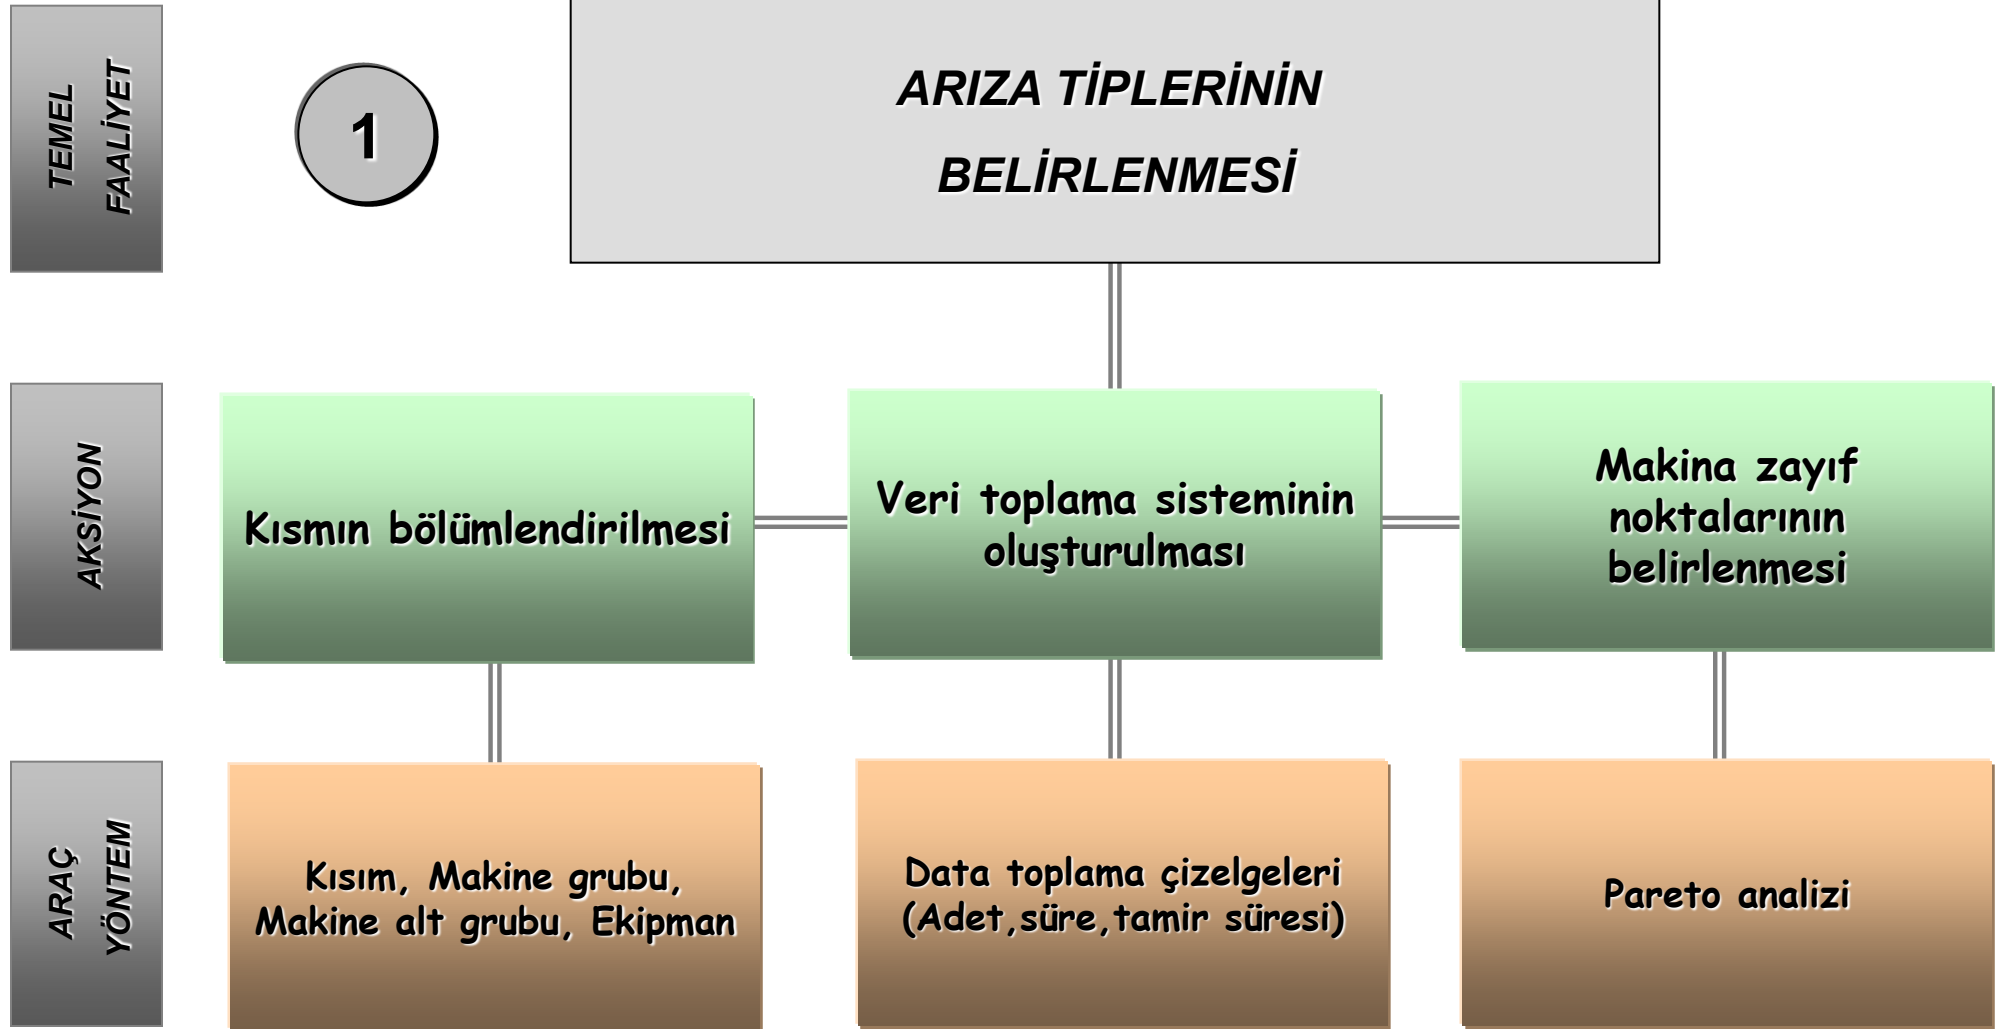 TEMEL
FAALİYET
1
ARIZA TİPLERİNİN
BELİRLENMESİ
AKSİYON
Kısmın bölümlendirilmesi
Veri toplama sisteminin
oluşturulması
Makina zayıf
noktalarının
belirlenmesi
ARAÇ
YÖNTEM
Kısım, Makine grubu,
Makine alt grubu, Ekipman
Data toplama çizelgeleri
(Adet,süre,tamir süresi)
Pareto analizi